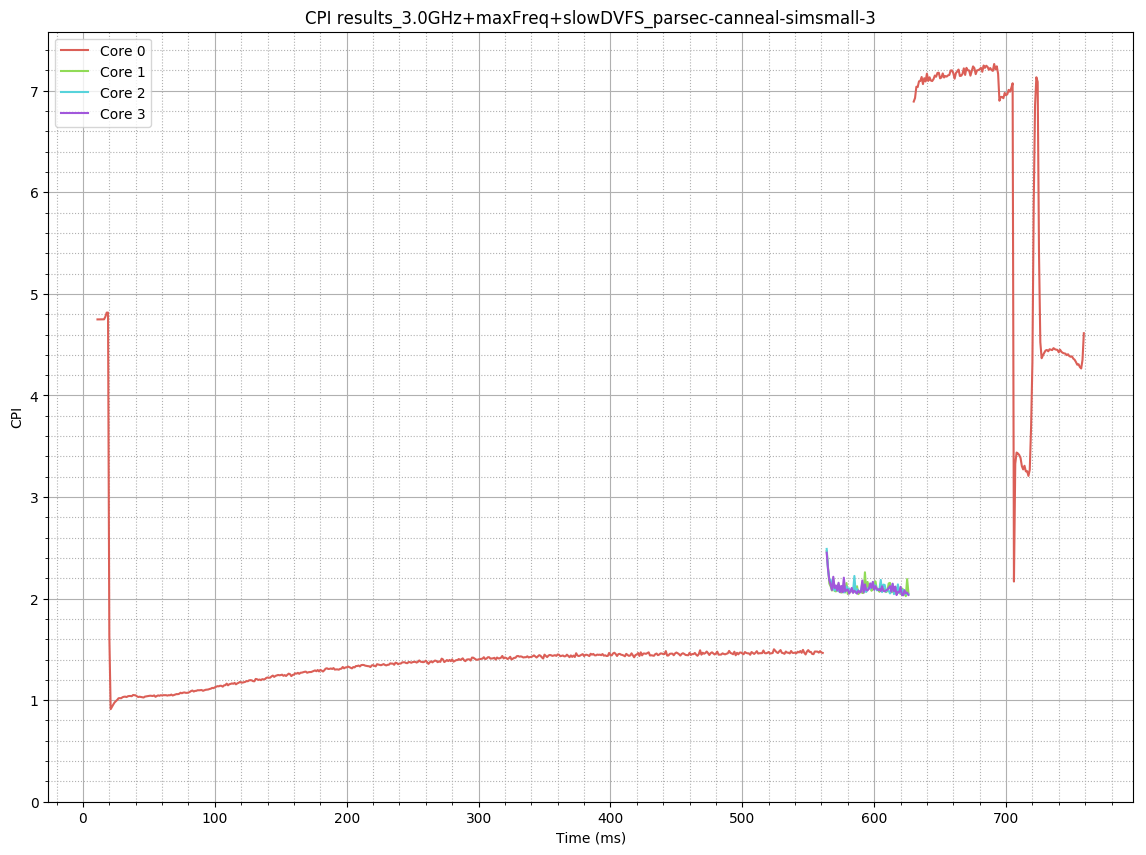 CPI results_3.0GHz+maxFreq+slowDVFS_parsec-canneal-simsmall-3
Core 0
Core 1
Core 2
Core 3
7
6
5
4
3
2
1
0
CPI
0 100 200 300 400 500 600 700
Time (ms)